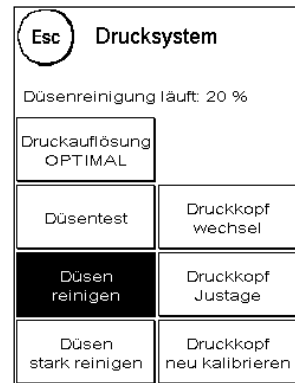 Esc Drucksystem
Düsenreinigung läuft: 20 %
Druckauflösung
OPTIMAL
Düsentest
Druckkopf
wechsel
Düsen
reinigen
Druckkopf
Justage
Düsen
stark reinigen
Druckkopf
neu kalibrieren